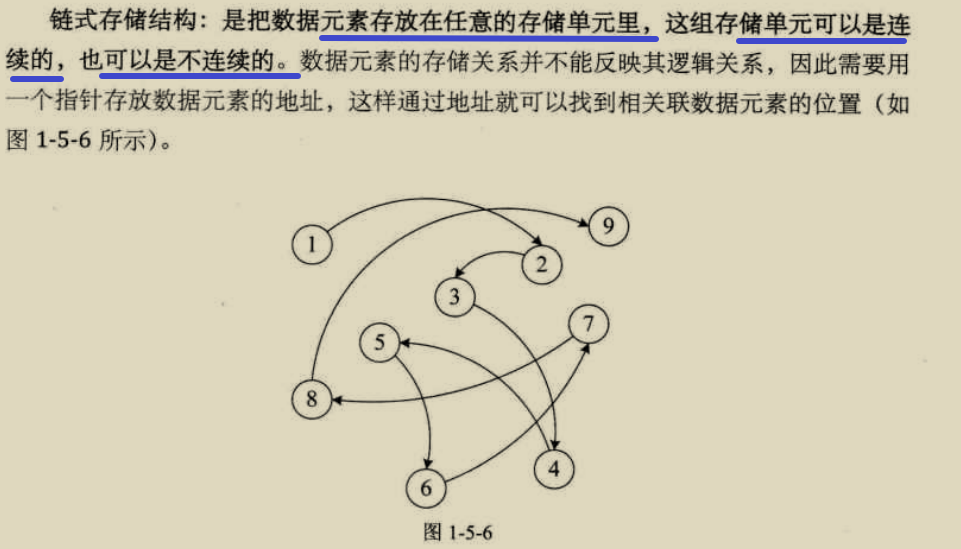 链式存储结构：是把数据元素存放在任意的存储单元里，这组存储单元可以是连
续的，也可以是不连续的。数据元素的存储关系并不能反映其逻辑关系，因此需要用
一个指针存放数据元素的地址，这样通过地址就可以找到相关联数据元素的位置（如
图 1-5-6 所示）。
1
9
2
3
7
5
8
4
6
图 1-5-6